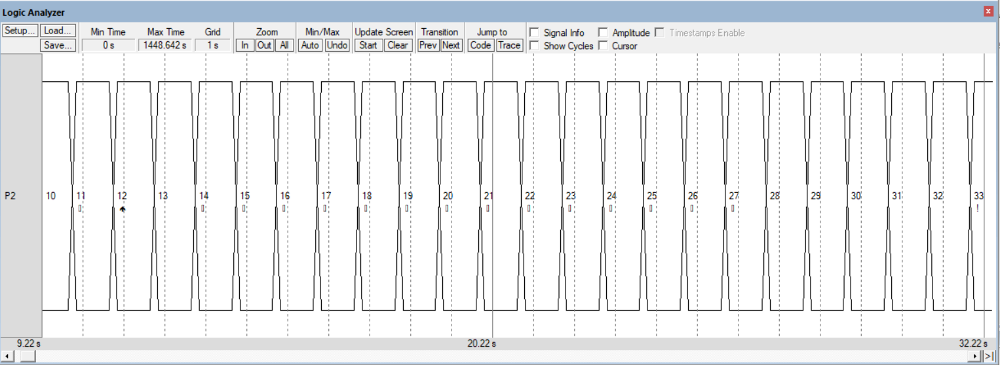 Logic Analyzer
Setup... Load... Min Time Max Time Grid Zoom Min/Max Update Screen Transition Jump to Signal Info Amplitude Timestamps Enable
Save... 0 s 1448.642 s 1 s In Out All Auto Undo Start Clear Prev Next Code Trace Show Cycles Cursor
P2 10 11 12 13 14 15 16 17 18 19 20 21 22 23 24 25 26 27 28 29 30 31 32 33
!
9.22 s 20.22 s 32.22 s
>|